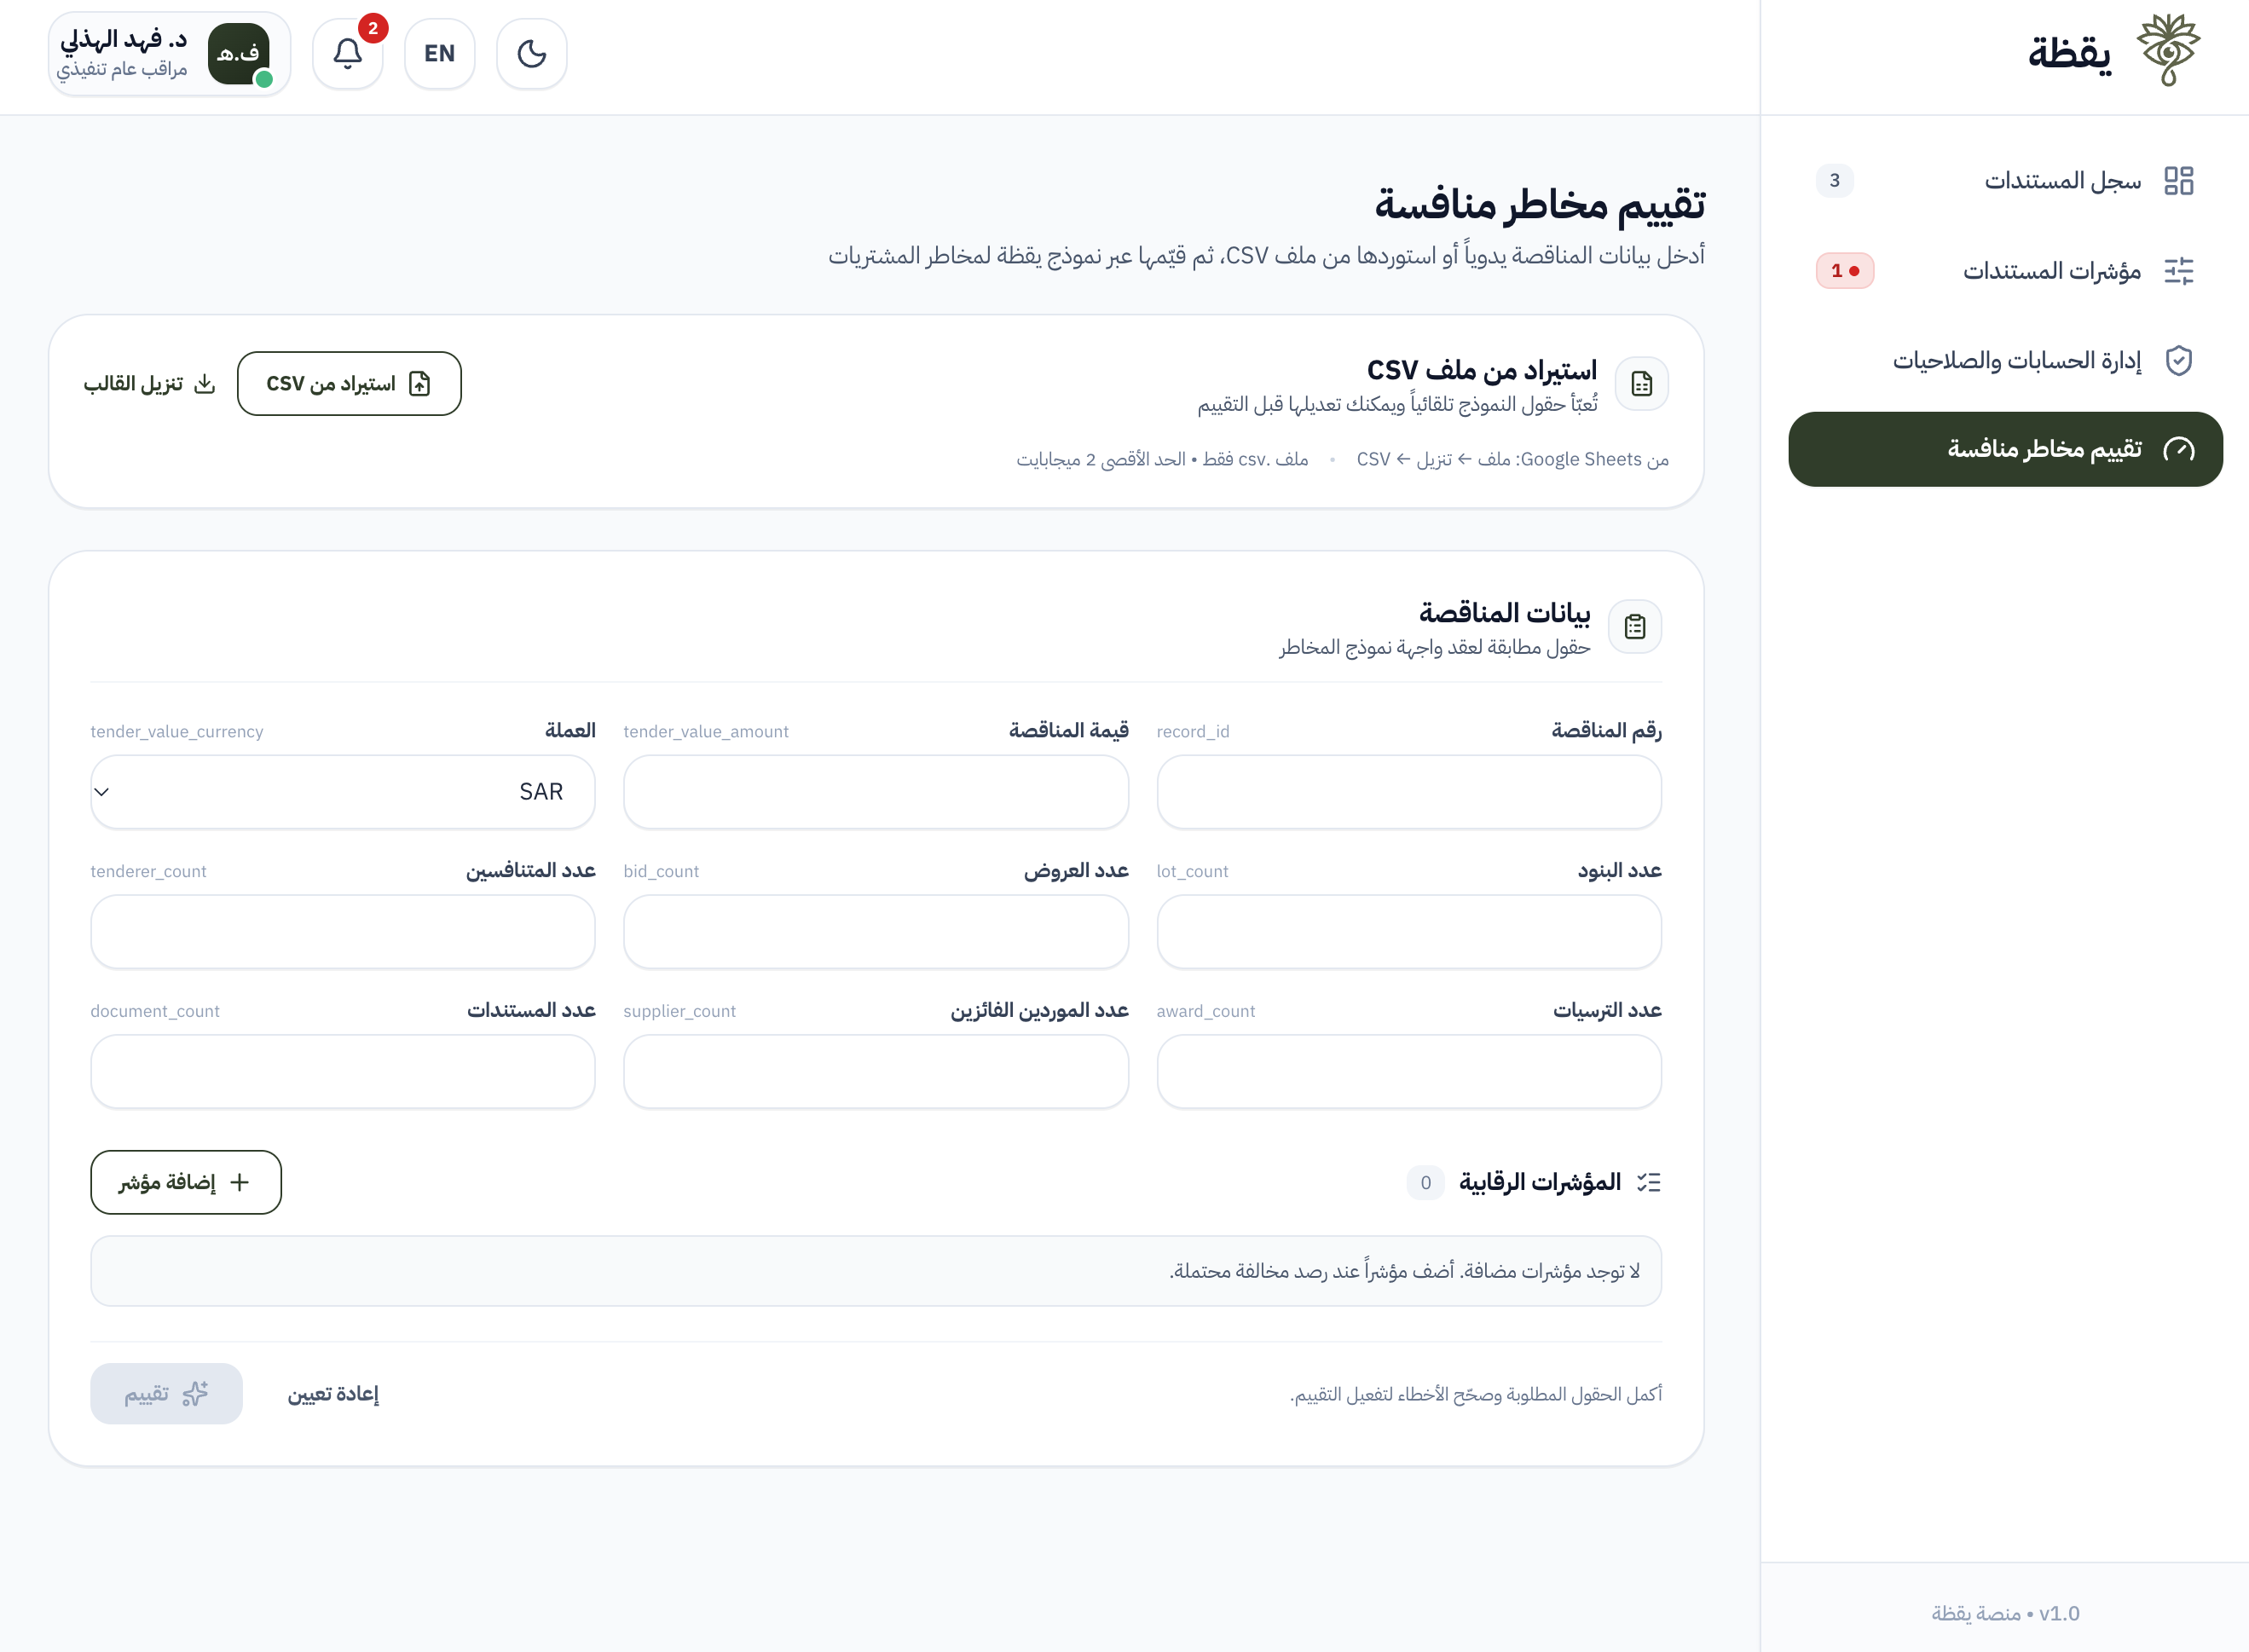 يقظة
EN
2
ف.ھ
د. فهد الهذلي
مراقب عام تنفيذي
سجل المستندات
3
مؤشرات المستندات
1
إدارة الحسابات والصلاحيات
تقييم مخاطر منافسة
تقييم مخاطر منافسة
أدخل بيانات المناقصة يدوياً أو استوردها من ملف CSV، ثم قيّمها عبر نموذج يقظة لمخاطر المشتريات
استيراد من ملف CSV
تُعبّأ حقول النموذج تلقائياً ويمكنك تعديلها قبل التقييم
استيراد من CSV
تنزيل القالب
من Google Sheets: ملف ← تنزيل ← CSV • ملف .csv فقط • الحد الأقصى 2 ميجابايت
بيانات المناقصة
حقول مطابقة لعقد واجهة نموذج المخاطر
رقم المناقصة record_id
قيمة المناقصة tender_value_amount
العملة tender_value_currency
SAR
عدد البنود lot_count
عدد العروض bid_count
عدد المتنافسين tenderer_count
عدد الترسيات award_count
عدد الموردين الفائزين supplier_count
عدد المستندات document_count
المؤشرات الرقابية 0
إضافة مؤشر
لا توجد مؤشرات مضافة. أضف مؤشراً عند رصد مخالفة محتملة.
أكمل الحقول المطلوبة وصحّح الأخطاء لتفعيل التقييم.
إعادة تعيين
تقييم
v1.0 • منصة يقظة